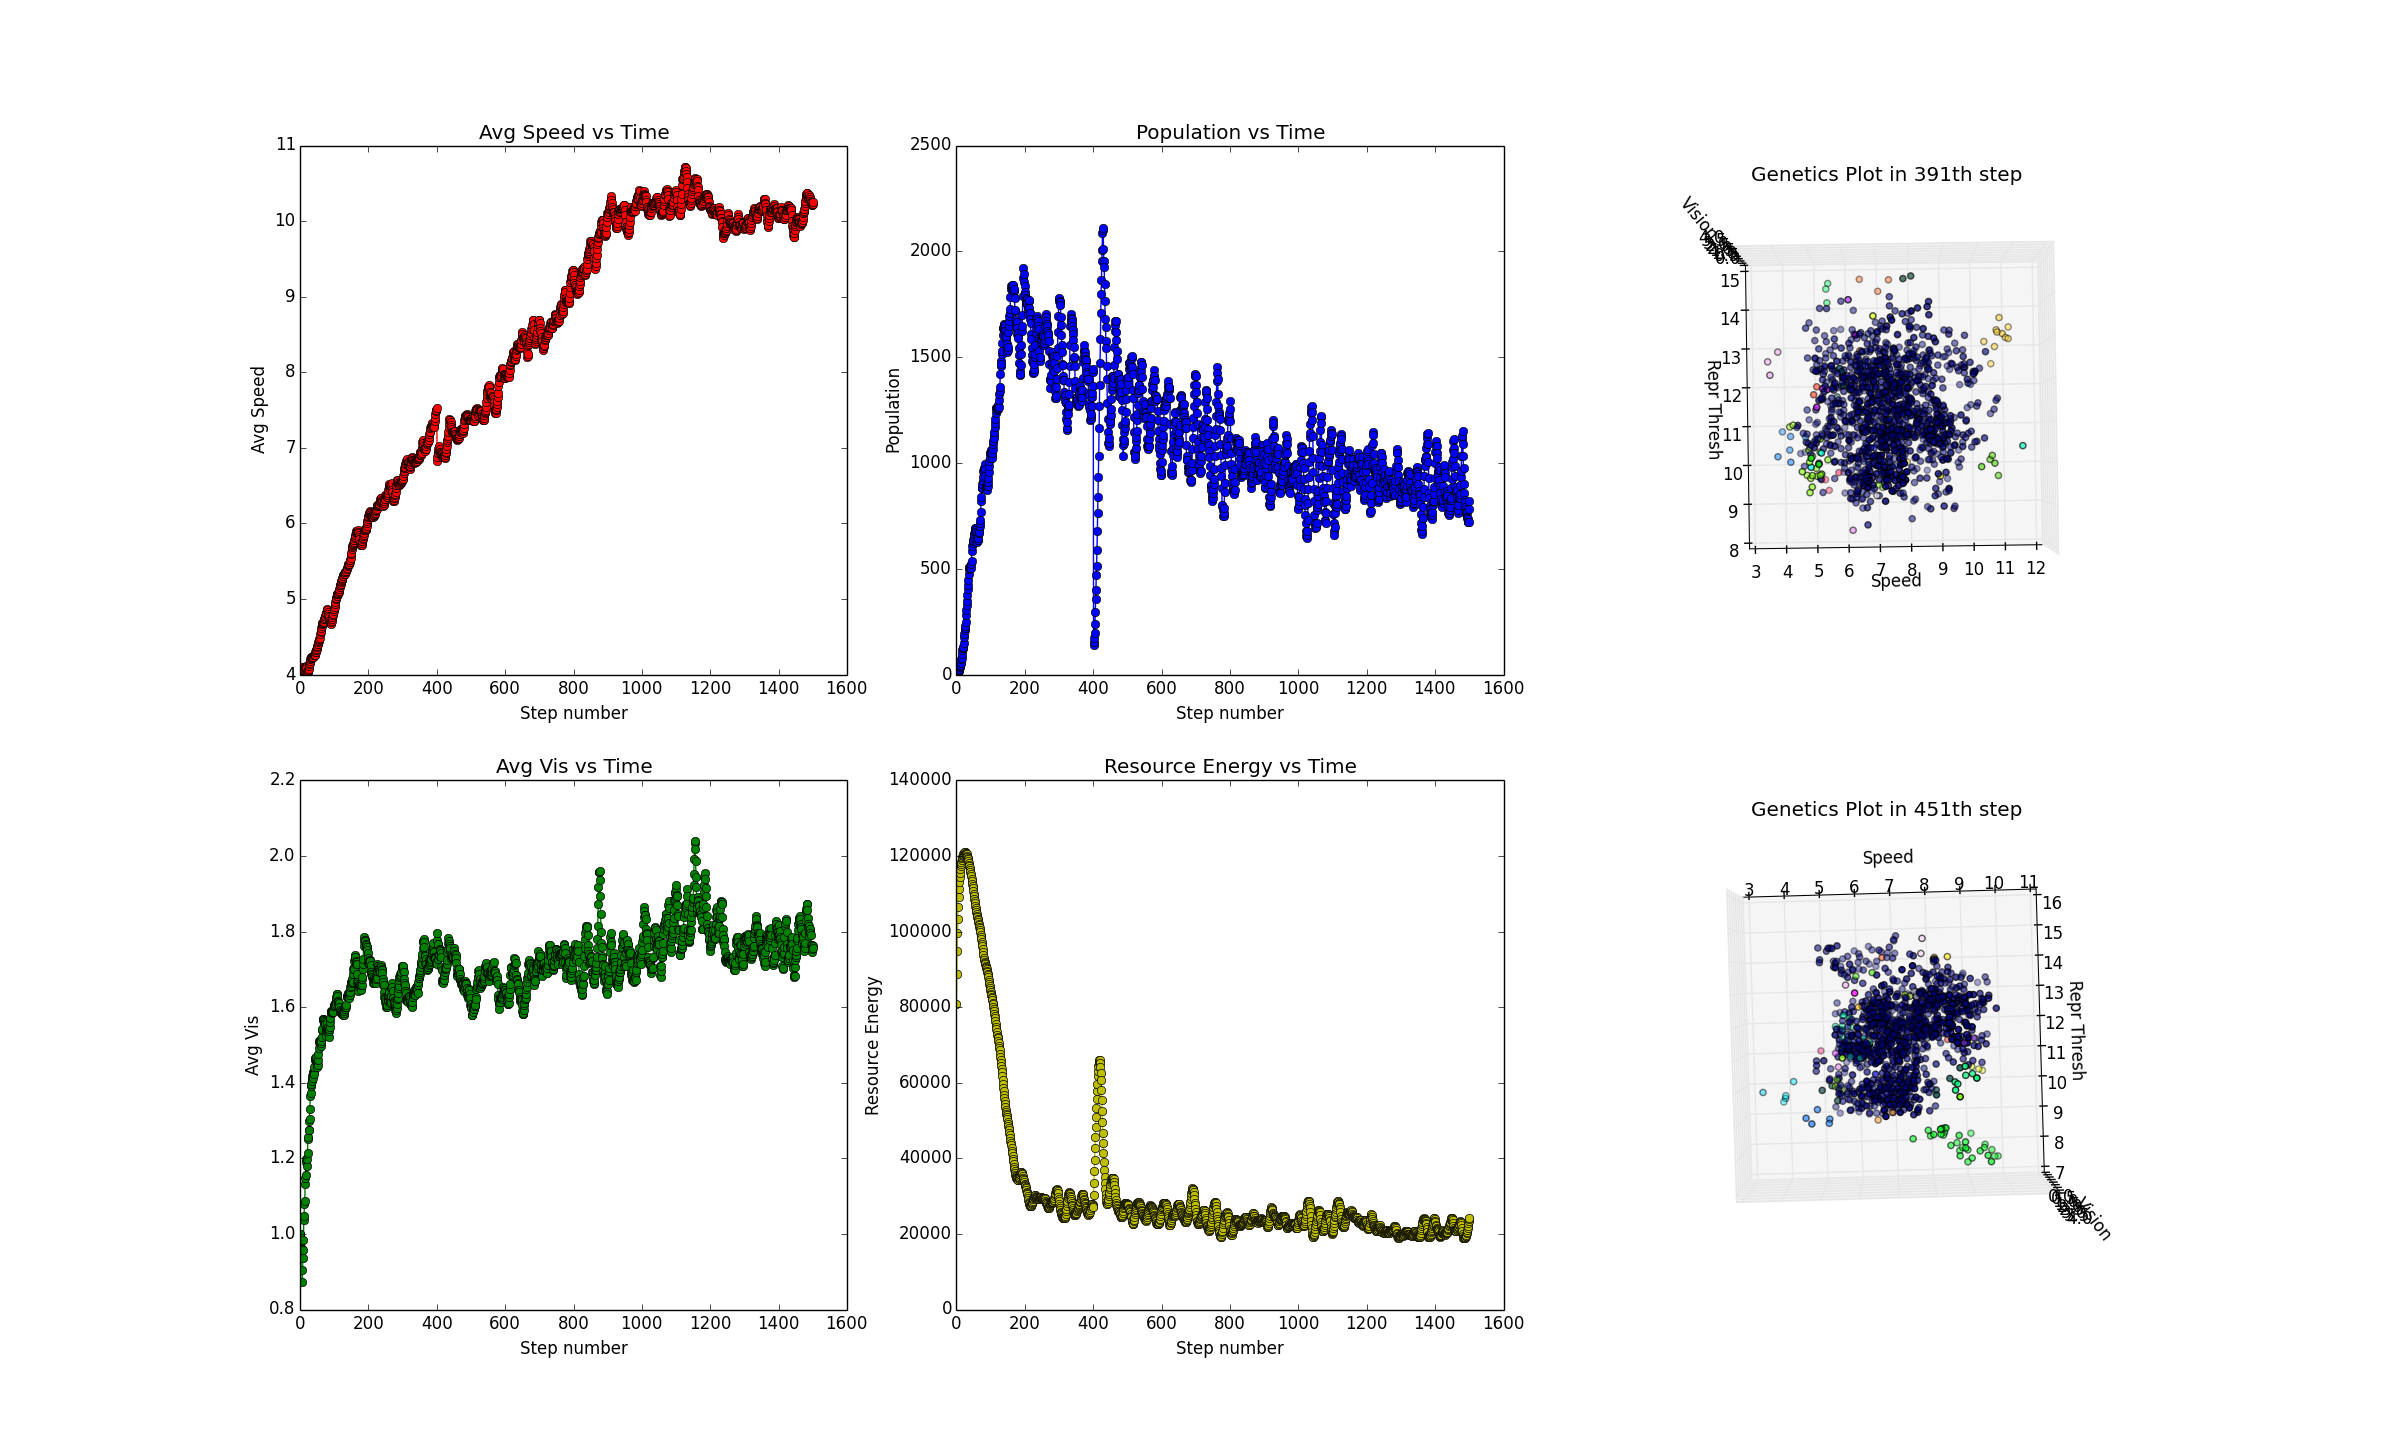 Avg Speed vs Time
11
10
9
8
7
6
5
4
Avg Speed
0 200 400 600 800 1000 1200 1400 1600
Step number
Population vs Time
2500
2000
1500
1000
500
0
Population
0 200 400 600 800 1000 1200 1400 1600
Step number
Genetics Plot in 391th step
Vision
15
14
13
12
11
10
9
8
Repr Thresh
3 4 5 6 7 8 9 10 11 12
Speed
Avg Vis vs Time
2.2
2.0
1.8
1.6
1.4
1.2
1.0
0.8
Avg Vis
0 200 400 600 800 1000 1200 1400 1600
Step number
Resource Energy vs Time
140000
120000
100000
80000
60000
40000
20000
0
Resource Energy
0 200 400 600 800 1000 1200 1400 1600
Step number
Genetics Plot in 451th step
Speed
3 4 5 6 7 8 9 10 11
16
15
14
13
12
11
10
9
8
7
Repr Thresh
Vision